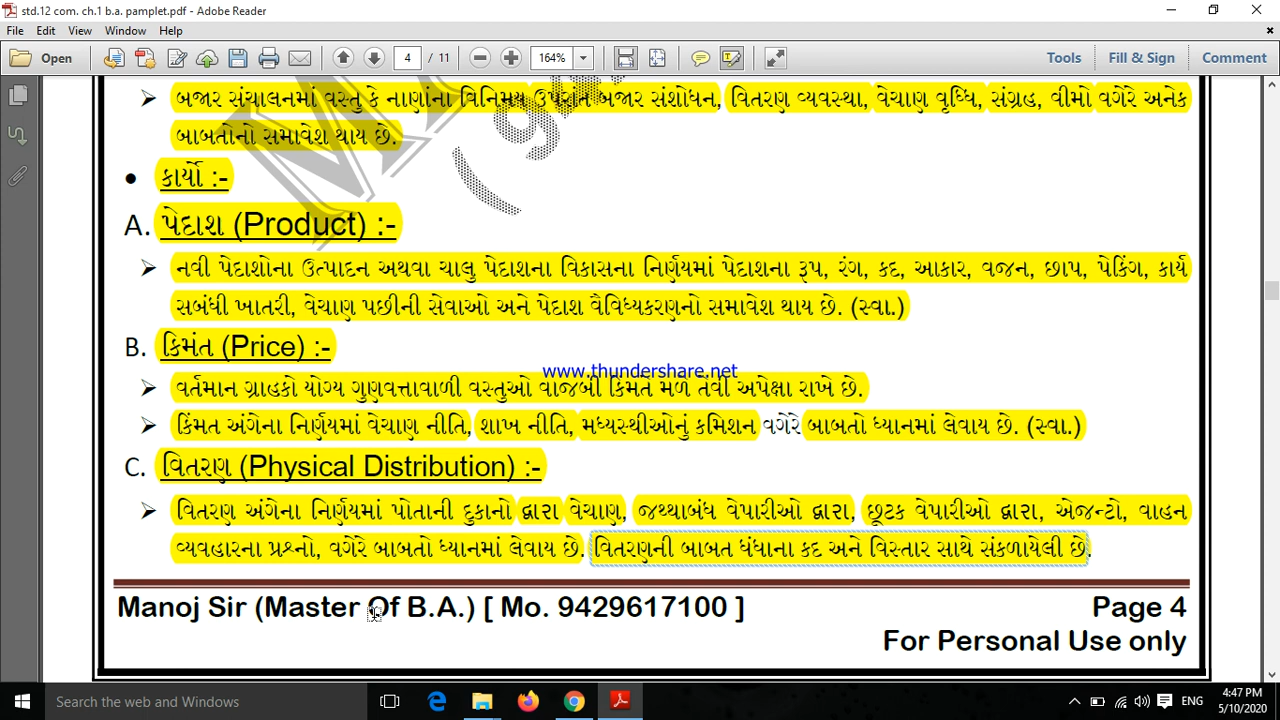 std.12 com. ch.1 b.a. pamplet.pdf - Adobe Reader
File Edit View Window Help
Open 4 / 11 164% Tools Fill & Sign Comment
બજાર સંચાલનમાં વસ્તુ કે નાણાંના વિનિમય ઉપરાંત બજાર સંશોધન, વિતરણ વ્યવસ્થા, વેચાણ વૃધ્ધિ, સંગ્રહ, વીમો વગેરે અનેક
બાબતોનો સમાવેશ થાય છે.
• કાર્યો :-
A. પેદાશ (Product) :-
નવી પેદાશોના ઉત્પાદન અથવા ચાલુ પેદાશના વિકાસના નિર્ણયમાં પેદાશના રૂપ, રંગ, કદ, આકાર, વજન, છાપ, પેકિંગ, કાર્ય
સબંધી ખાતરી, વેચાણ પછીની સેવાઓ અને પેદાશ વૈવિધ્યકરણનો સમાવેશ થાય છે. (સ્વા.)
B. કિમંત (Price) :-
www.thundershare.net
વર્તમાન ગ્રાહકો યોગ્ય ગુણવત્તાવાળી વસ્તુઓ વાજબી કિમતે મળે તેવી અપેક્ષા રાખે છે.
કિંમત અંગેના નિર્ણયમાં વેચાણ નીતિ, શાખ નીતિ, મધ્યસ્થીઓનું કમિશન વગેરે બાબતો ધ્યાનમાં લેવાય છે. (સ્વા.)
C. વિતરણ (Physical Distribution) :-
વિતરણ અંગેના નિર્ણયમાં પોતાની દુકાનો દ્વારા વેચાણ, જથ્થાબંધ વેપારીઓ દ્વારા, છૂટક વેપારીઓ દ્વારા, એજન્ટો, વાહન
વ્યવહારના પ્રશ્નો, વગેરે બાબતો ધ્યાનમાં લેવાય છે. વિતરણની બાબત ધંધાના કદ અને વિસ્તાર સાથે સંકળાયેલી છે.
Manoj Sir (Master Of B.A.) [ Mo. 9429617100 ] Page 4
For Personal Use only
Search the web and Windows ENG 4:47 PM
5/10/2020